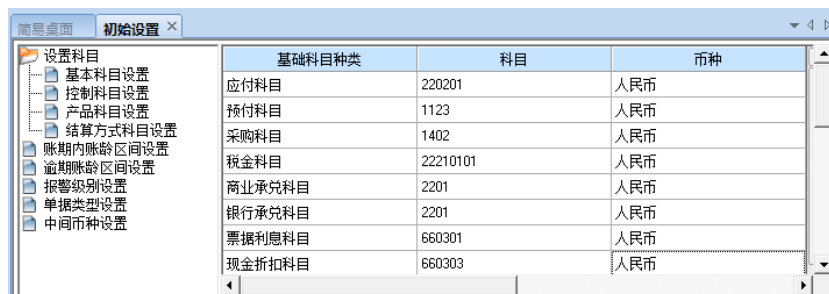 简易桌面 初始设置
设置科目
基本科目设置
控制科目设置
产品科目设置
结算方式科目设置
账期内账龄区间设置
逾期账龄区间设置
报警级别设置
单据类型设置
中间币种设置
基础科目种类 科目 币种
应付科目 220201 人民币
预付科目 1123 人民币
采购科目 1402 人民币
税金科目 22210101 人民币
商业承兑科目 2201 人民币
银行承兑科目 2201 人民币
票据利息科目 660301 人民币
现金折扣科目 660303 人民币